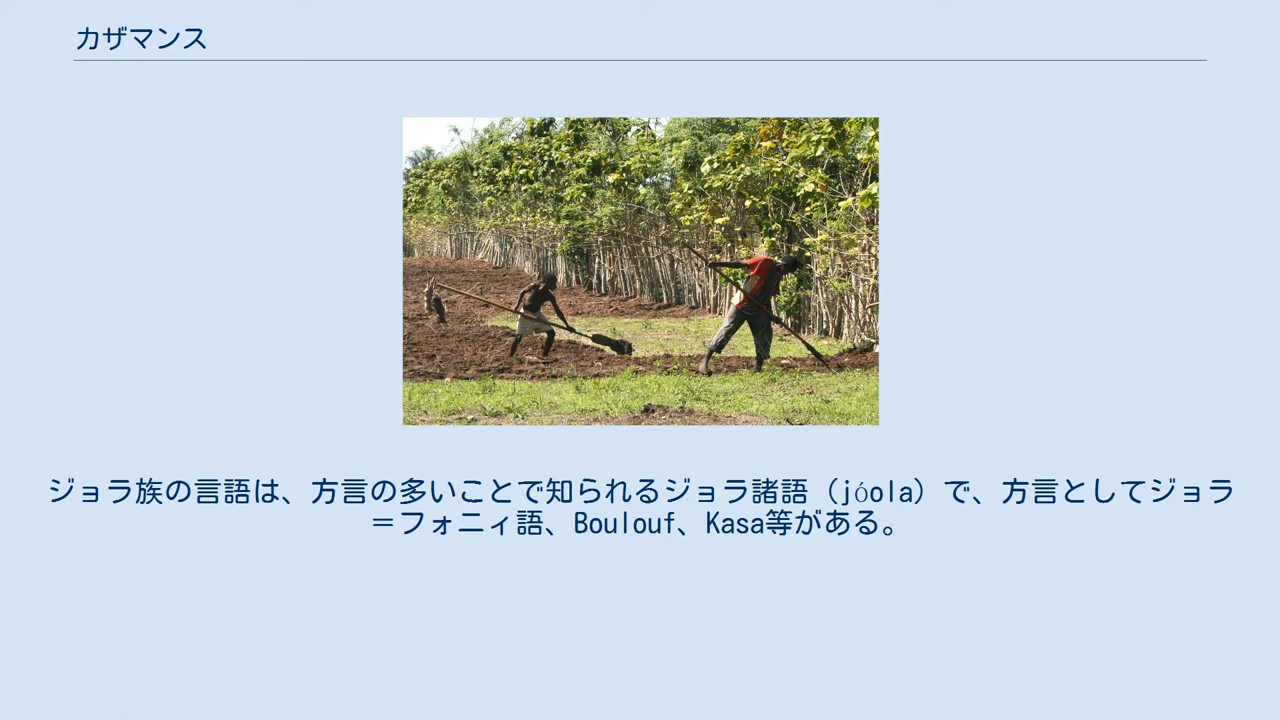 カザマンス
ジョラ族の言語は、方言の多いことで知られるジョラ諸語（jóola）で、方言としてジョラ
＝フォニィ語、Boulouf、Kasa等がある。